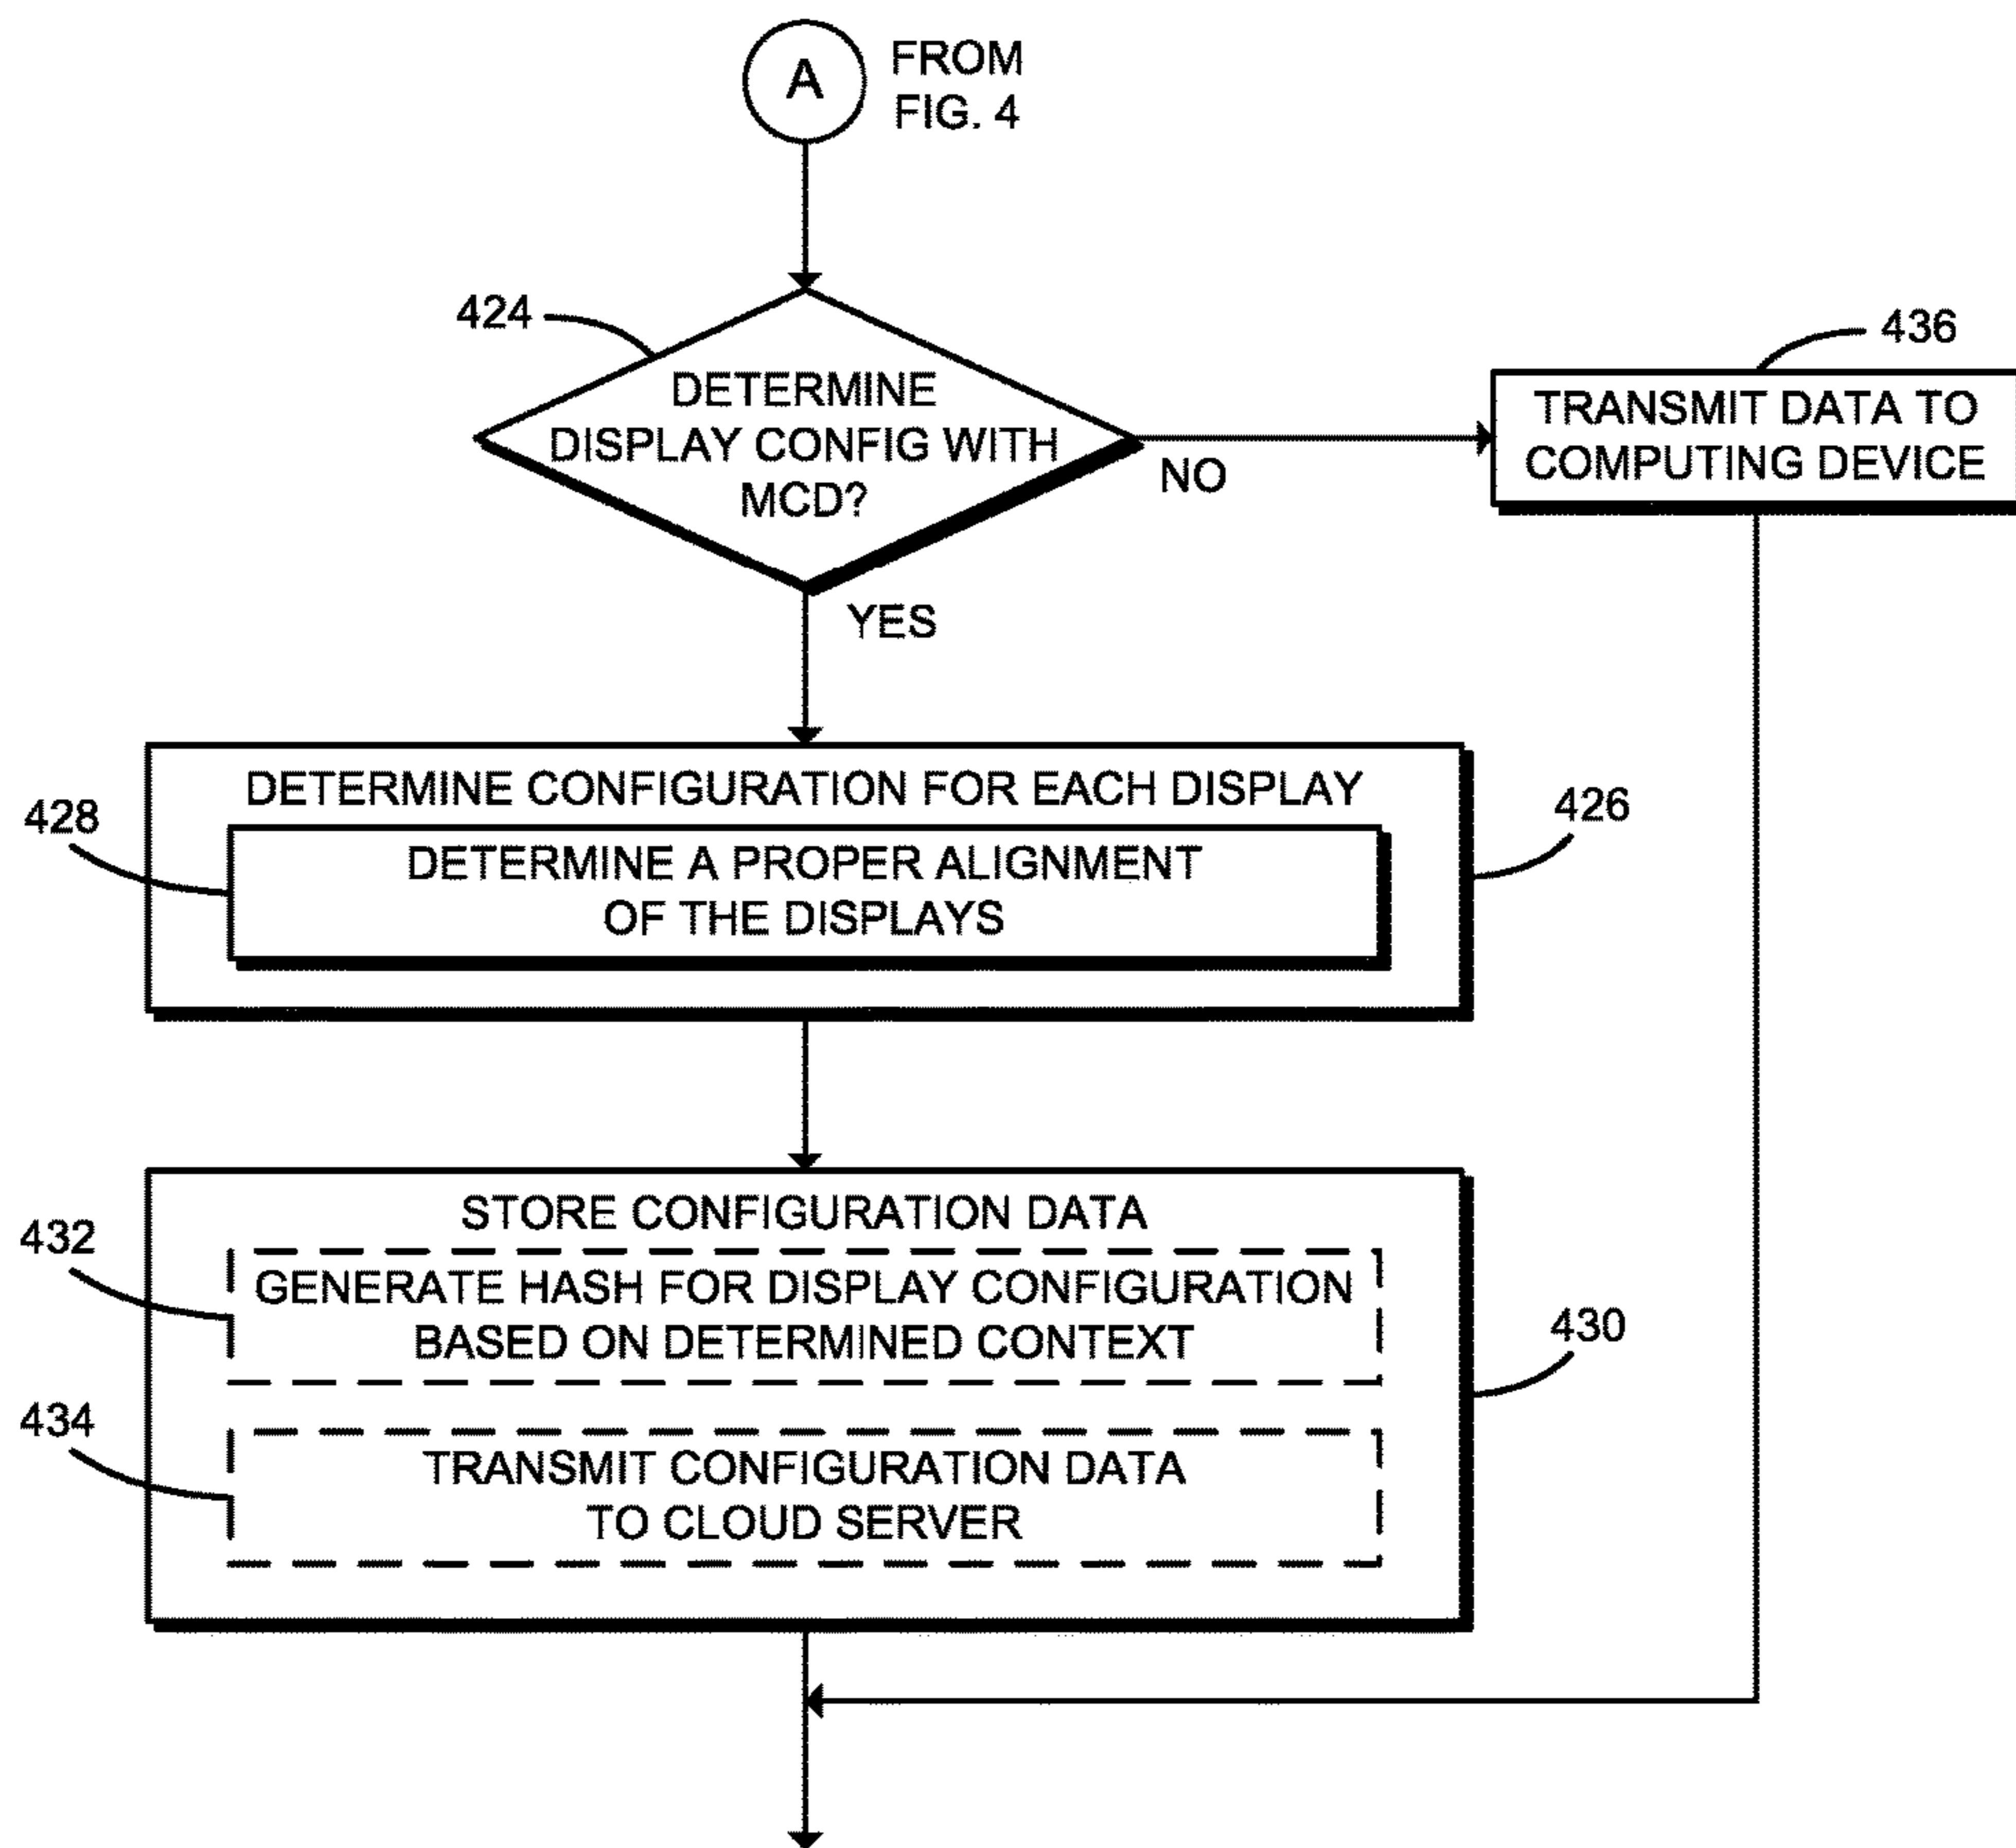 A
FROM
FIG. 4
424
DETERMINE
DISPLAY CONFIG WITH
MCD?
NO
YES
436
TRANSMIT DATA TO
COMPUTING DEVICE
DETERMINE CONFIGURATION FOR EACH DISPLAY
428
426
DETERMINE A PROPER ALIGNMENT
OF THE DISPLAYS
STORE CONFIGURATION DATA
432
GENERATE HASH FOR DISPLAY CONFIGURATION
BASED ON DETERMINED CONTEXT
430
434
TRANSMIT CONFIGURATION DATA
TO CLOUD SERVER